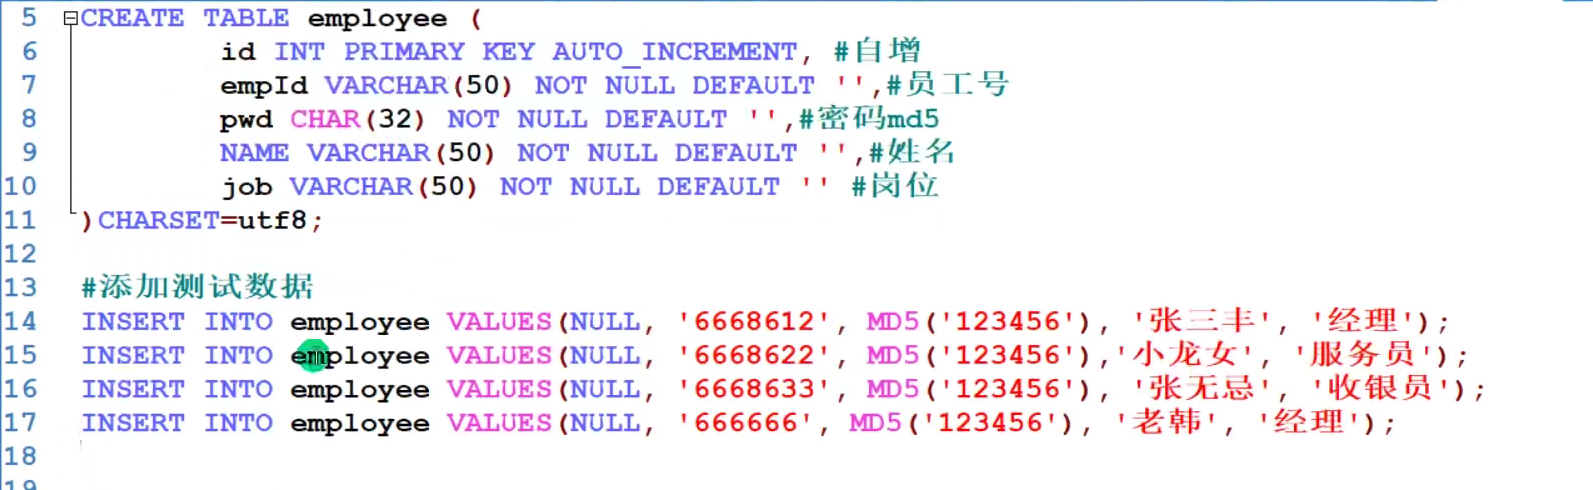 5 CREATE TABLE employee (
6 id INT PRIMARY KEY AUTO_INCREMENT, #自增
7 empId VARCHAR(50) NOT NULL DEFAULT '',#员工号
8 pwd CHAR(32) NOT NULL DEFAULT '',#密码md5
9 NAME VARCHAR(50) NOT NULL DEFAULT '',#姓名
10 job VARCHAR(50) NOT NULL DEFAULT '' #岗位
11 )CHARSET=utf8;
12
13 #添加测试数据
14 INSERT INTO employee VALUES(NULL, '6668612', MD5('123456'), '张三丰', '经理');
15 INSERT INTO employee VALUES(NULL, '6668622', MD5('123456'),'小龙女', '服务员');
16 INSERT INTO employee VALUES(NULL, '6668633', MD5('123456'), '张无忌', '收银员');
17 INSERT INTO employee VALUES(NULL, '666666', MD5('123456'), '老韩', '经理');
18
19